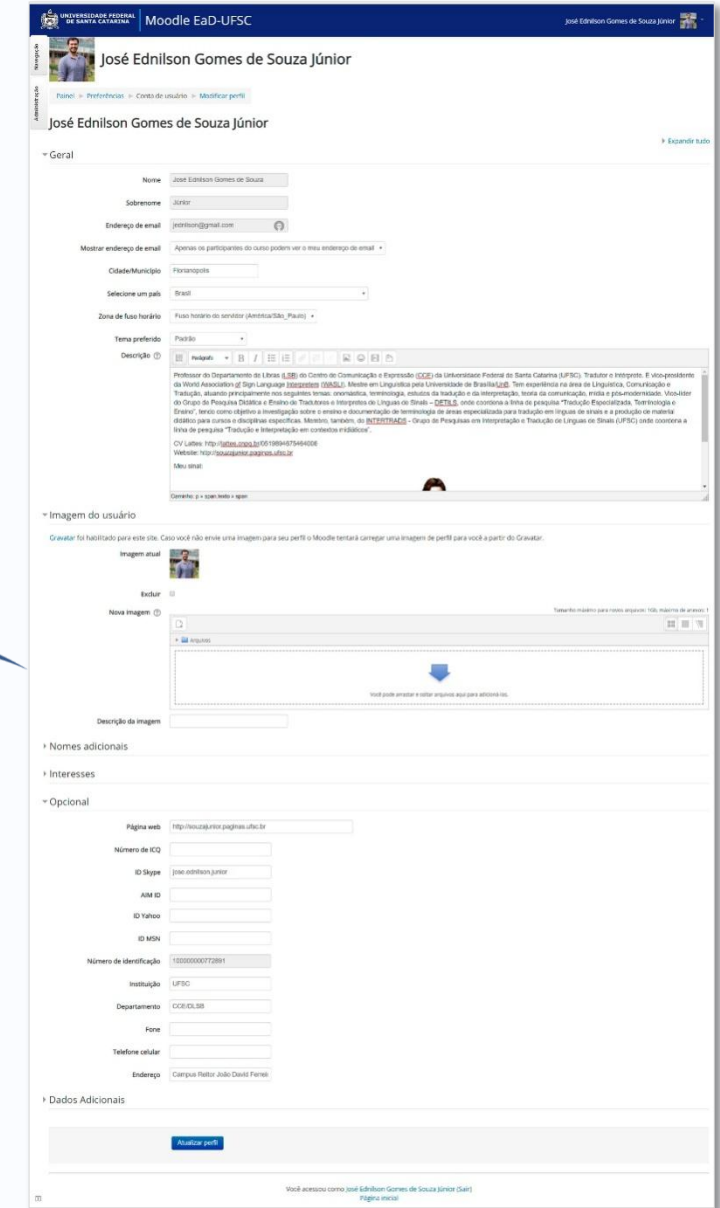 UNIVERSIDADE FEDERAL
DE SANTA CATARINA
Moodle EaD-UFSC
José Ednilson Gomes de Souza Júnior
Navegação
Administração
José Ednilson Gomes de Souza Júnior
Painel
Preferências
Conta de usuário
Modificar perfil
José Ednilson Gomes de Souza Júnior
Expandir tudo
Geral
Nome José Ednilson Gomes de Souza
Sobrenome Júnior
Endereço de email jednilson@gmail.com
Mostrar endereço de email Apenas os participantes do curso podem ver o meu endereço de email
Cidade/Município Florianópolis
Selecione um país Brasil
Zona de fuso horário Fuso horário do servidor (América/São_Paulo)
Tema preferido Padrão
Descrição
Parágrafo B I
Professor do Departamento de Libras (LSB) do Centro de Comunicação e Expressão (CCE) da Universidade Federal de Santa Catarina (UFSC). Tradutor e Intérprete. É vice-presidente
da World Association of Sign Language Interpreters (WASLI). Mestre em Linguística pela Universidade de Brasília/UnB. Tem experiência na área de Linguística, Comunicação e
Tradução, atuando principalmente nos seguintes temas: onomástica, terminologia, estudos da tradução e da interpretação, teoria da comunicação, mídia e pós-modernidade. Vice-líder
do Grupo de Pesquisa Didática e Ensino de Tradutores e Intérpretes de Línguas de Sinais – DETILS, onde coordena a linha de pesquisa "Tradução Especializada, Terminologia e
Ensino", tendo como objetivo a investigação sobre o ensino e documentação de terminologia de áreas especializada para tradução em línguas de sinais e a produção de material
didático para cursos o disciplinas específicas. Membro, também, do INTERTRADS – Grupo de Pesquisas em Interpretação e Tradução de Línguas de Sinais (UFSC) onde coordena a
linha de pesquisa "Tradução e Interpretação em contextos midiáticos".
CV Lattes:
Website: http://souzajunior.paginas.ufsc.br
Meu sinal:
Caminho: p » span.texto » span
Imagem do usuário
Gravatar foi habilitado para este site. Caso você não envie uma imagem para seu perfil o Moodle tentará carregar uma imagem de perfil para você a partir do Gravatar.
Imagem atual
Excluir
Nova imagem
Tamanho máximo para novos arquivos: máximo de anexos: 1
Arquivos
Você pode arrastar e soltar arquivos aqui para adicioná-los.
Descrição da imagem
Nomes adicionais
Interesses
Opcional
Página web http://souzajunior.paginas.ufsc.br
Número de ICQ
ID Skype jose.ednilson.junior
AIM ID
ID Yahoo
ID MSN
Número de identificação
Instituição UFSC
Departamento CCE/DLSB
Fone
Telefone celular
Endereço Campus Reitor João David Ferreir
Dados Adicionais
Atualizar perfil
Você acessou como José Ednilson Gomes de Souza Júnior (Sair)
Página inicial